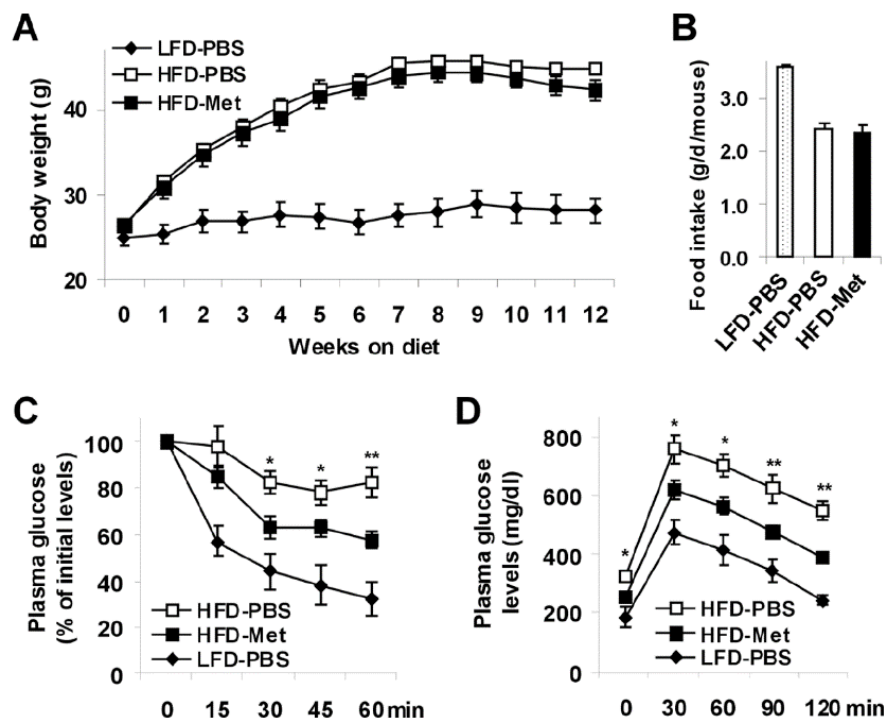 A
LFD-PBS
HFD-PBS
HFD-Met
Body weight (g)
40
30
20
0 1 2 3 4 5 6 7 8 9 10 11 12
Weeks on diet
B
Food intake (g/d/mouse)
3.0
2.0
1.0
0.0
LFD-PBS
HFD-PBS
HFD-Met
C
Plasma glucose
(% of initial levels)
100
80
60
40
20
0
* * **
HFD-PBS
HFD-Met
LFD-PBS
0 15 30 45 60 min
D
Plasma glucose
levels (mg/dl)
800
600
400
200
0
* * * ** **
HFD-PBS
HFD-Met
LFD-PBS
0 30 60 90 120 min